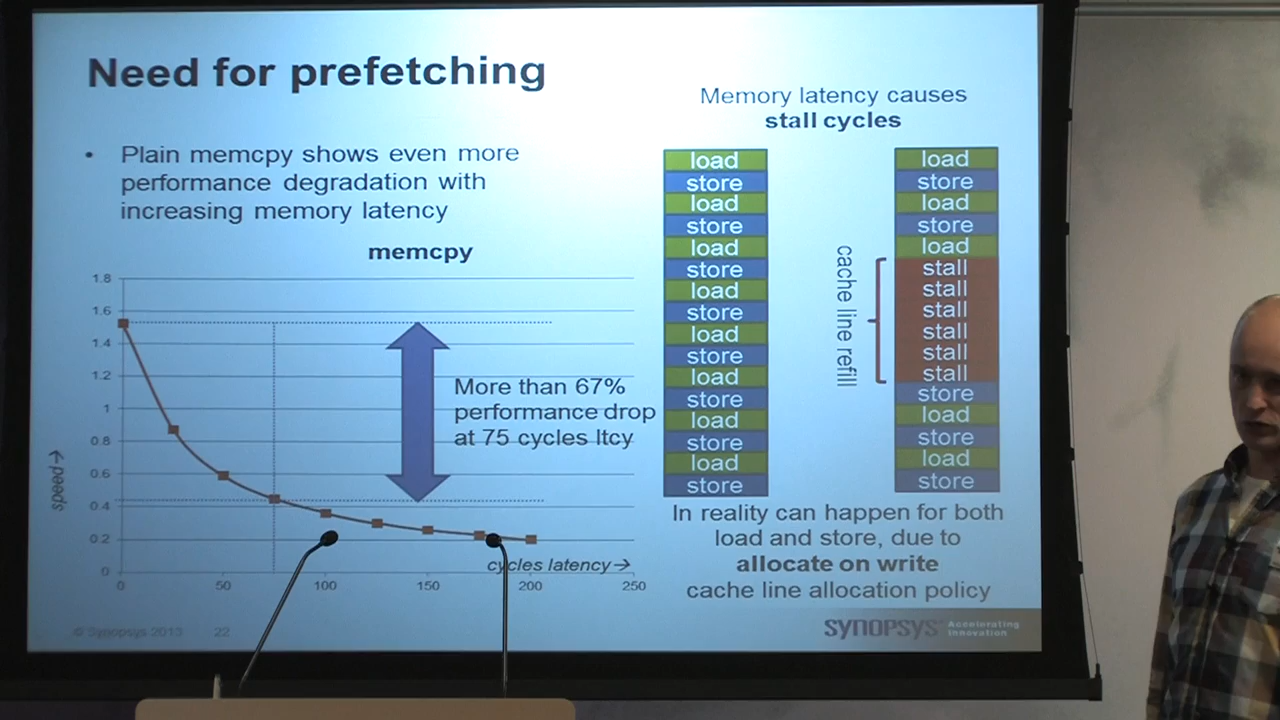 Need for prefetching
• Plain memcpy shows even more
performance degradation with
increasing memory latency
memcpy
1.8
1.6
1.4
1.2
1
0.8
0.6
0.4
0.2
0
speed→
0
50
100
150
200
250
cycles latency→
More than 67%
performance drop
at 75 cycles ltcy
Memory latency causes
stall cycles
load
store
load
store
load
store
load
store
load
store
load
store
load
store
load
store
cache line refill
load
store
load
store
load
stall
stall
stall
stall
stall
stall
store
load
store
load
store
In reality can happen for both
load and store, due to
allocate on write
cache line allocation policy
© Synopsys 2013
22
SYNOPSYS
Accelerating
Innovation